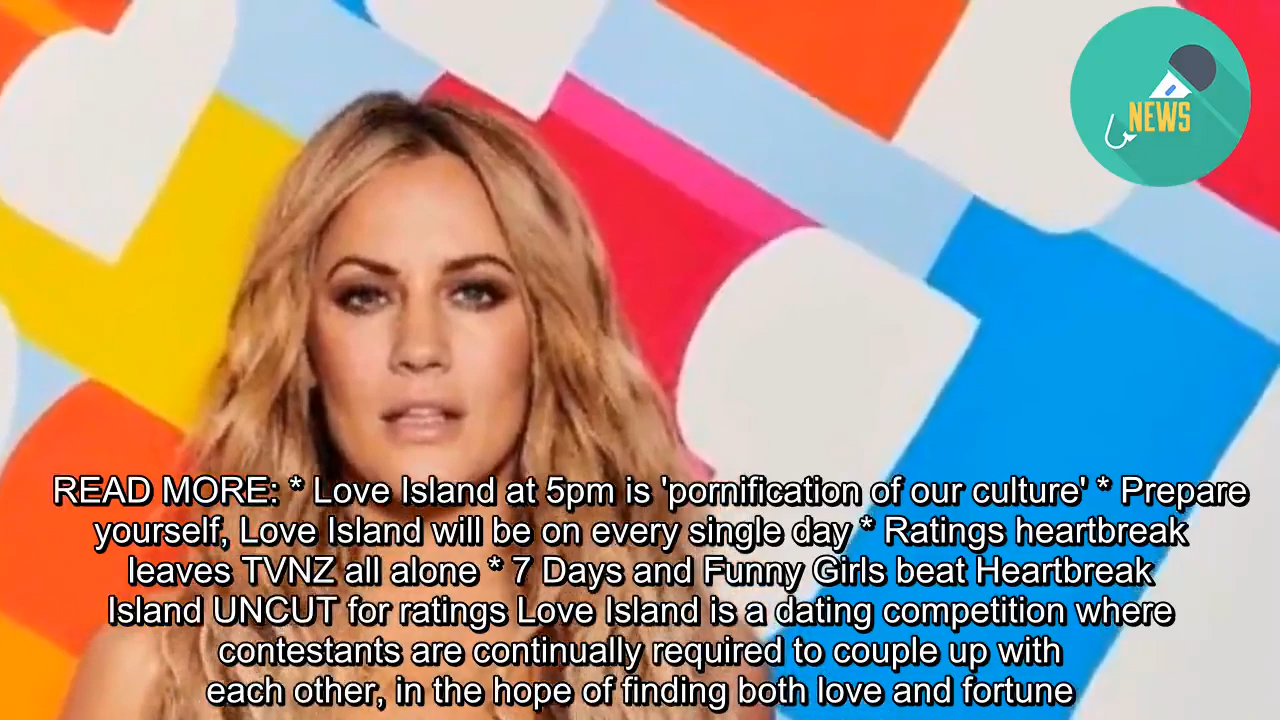 NEWS
READ MORE: * Love Island at 5pm is 'pornification of our culture' * Prepare
yourself, Love Island will be on every single day * Ratings heartbreak
leaves TVNZ all alone * 7 Days and Funny Girls beat Heartbreak
Island UNCUT for ratings Love Island is a dating competition where
contestants are continually required to couple up with
each other, in the hope of finding both love and fortune